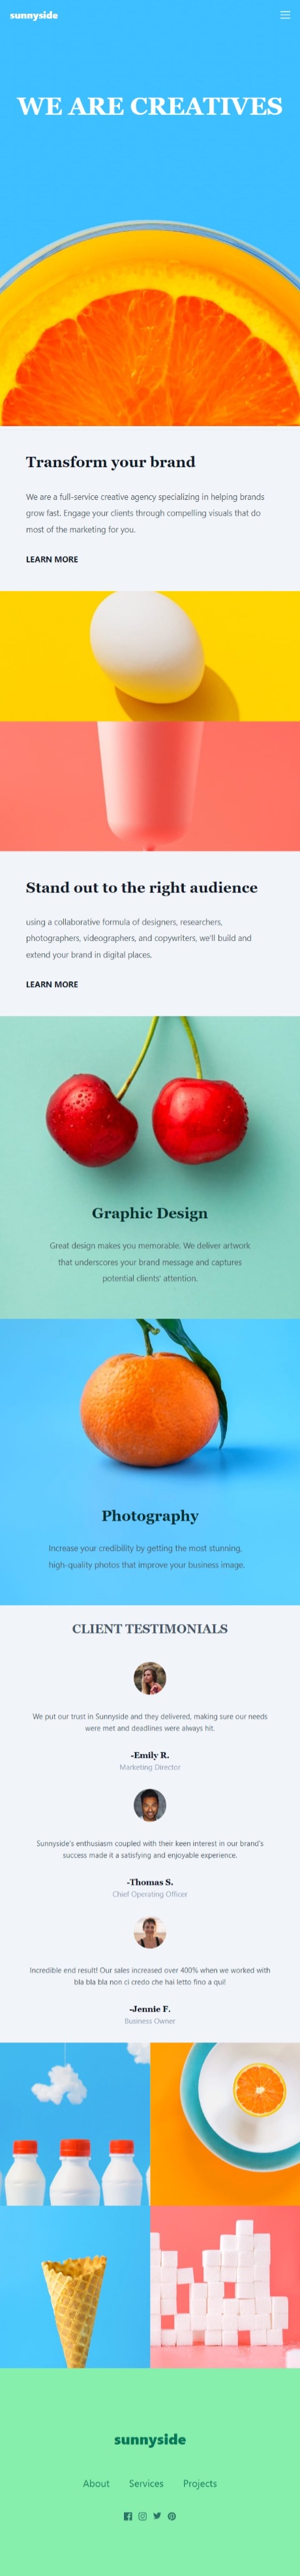 sunnyside
WE ARE CREATIVES
Transform your brand
We are a full-service creative agency specializing in helping brands
grow fast. Engage your clients through compelling visuals that do
most of the marketing for you.
LEARN MORE
Stand out to the right audience
using a collaborative formula of designers, researchers,
photographers, videographers, and copywriters, we'll build and
extend your brand in digital places.
LEARN MORE
Graphic Design
Great design makes you memorable. We deliver artwork
that underscores your brand message and captures
potential clients' attention.
Photography
Increase your credibility by getting the most stunning,
high-quality photos that improve your business image.
CLIENT TESTIMONIALS
We put our trust in Sunnyside and they delivered, making sure our needs
were met and deadlines were always hit.
-Emily R.
Marketing Director
Sunnyside's enthusiasm coupled with their keen interest in our brand's
success made it a satisfying and enjoyable experience.
-Thomas S.
Chief Operating Officer
Incredible end result! Our sales increased over 400% when we worked with
bla bla bla non ci credo che hai letto fino a qui!
-Jennie F.
Business Owner
sunnyside
About Services Projects